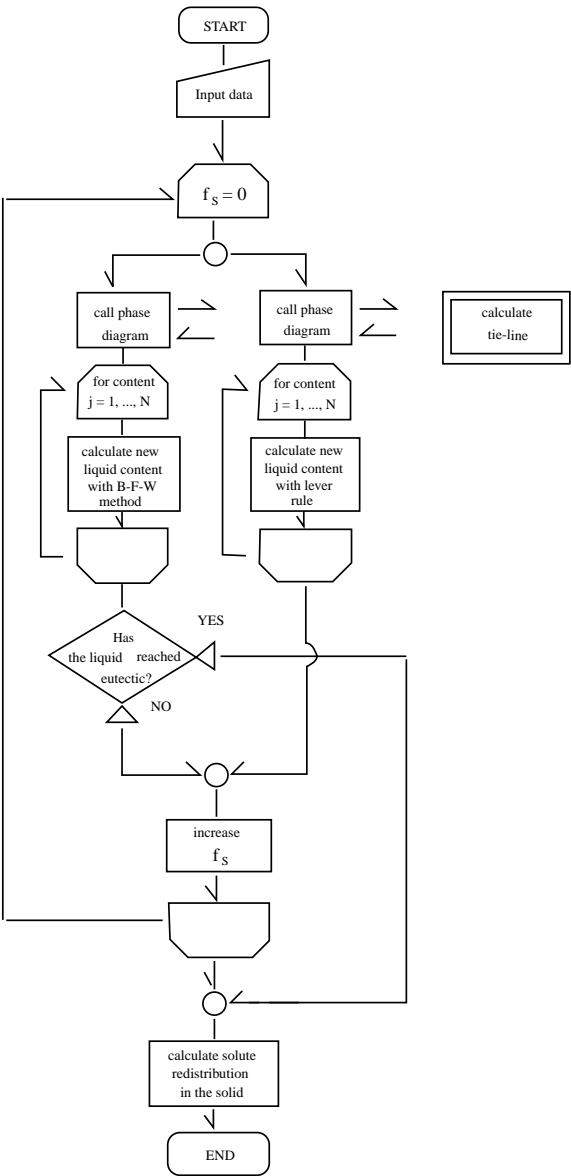 START
Input data
f S = 0
call phase
diagram
for content
j = 1, ..., N
calculate new
liquid content
with B-F-W
method
call phase
diagram
for content
j = 1, ..., N
calculate new
liquid content
with lever
rule
calculate
tie-line
Has
the liquid reached
eutectic?
YES
NO
increase
f S
calculate solute
redistribution
in the solid
END